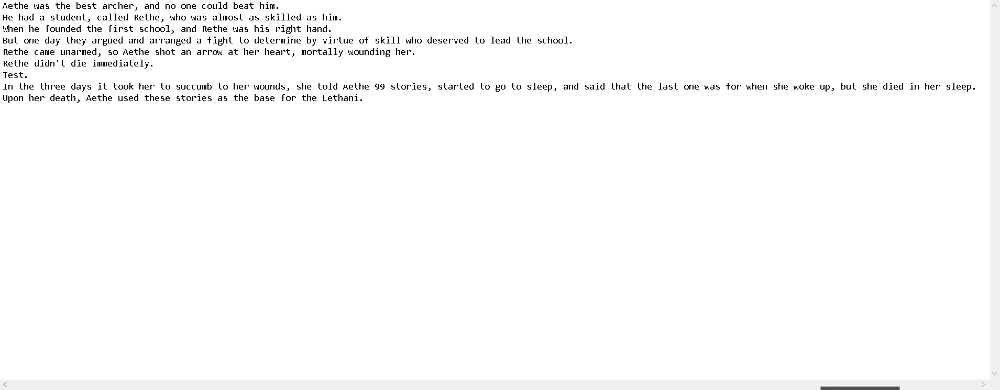 Aethe was the best archer, and no one could beat him.
He had a student, called Rethe, who was almost as skilled as him.
When he founded the first school, and Rethe was his right hand.
But one day they argued and arranged a fight to determine by virtue of skill who deserved to lead the school.
Rethe came unarmed, so Aethe shot an arrow at her heart, mortally wounding her.
Rethe didn't die immediately.
Test.
In the three days it took her to succumb to her wounds, she told Aethe 99 stories, started to go to sleep, and said that the last one was for when she woke up, but she died in her sleep.
Upon her death, Aethe used these stories as the base for the Lethani.